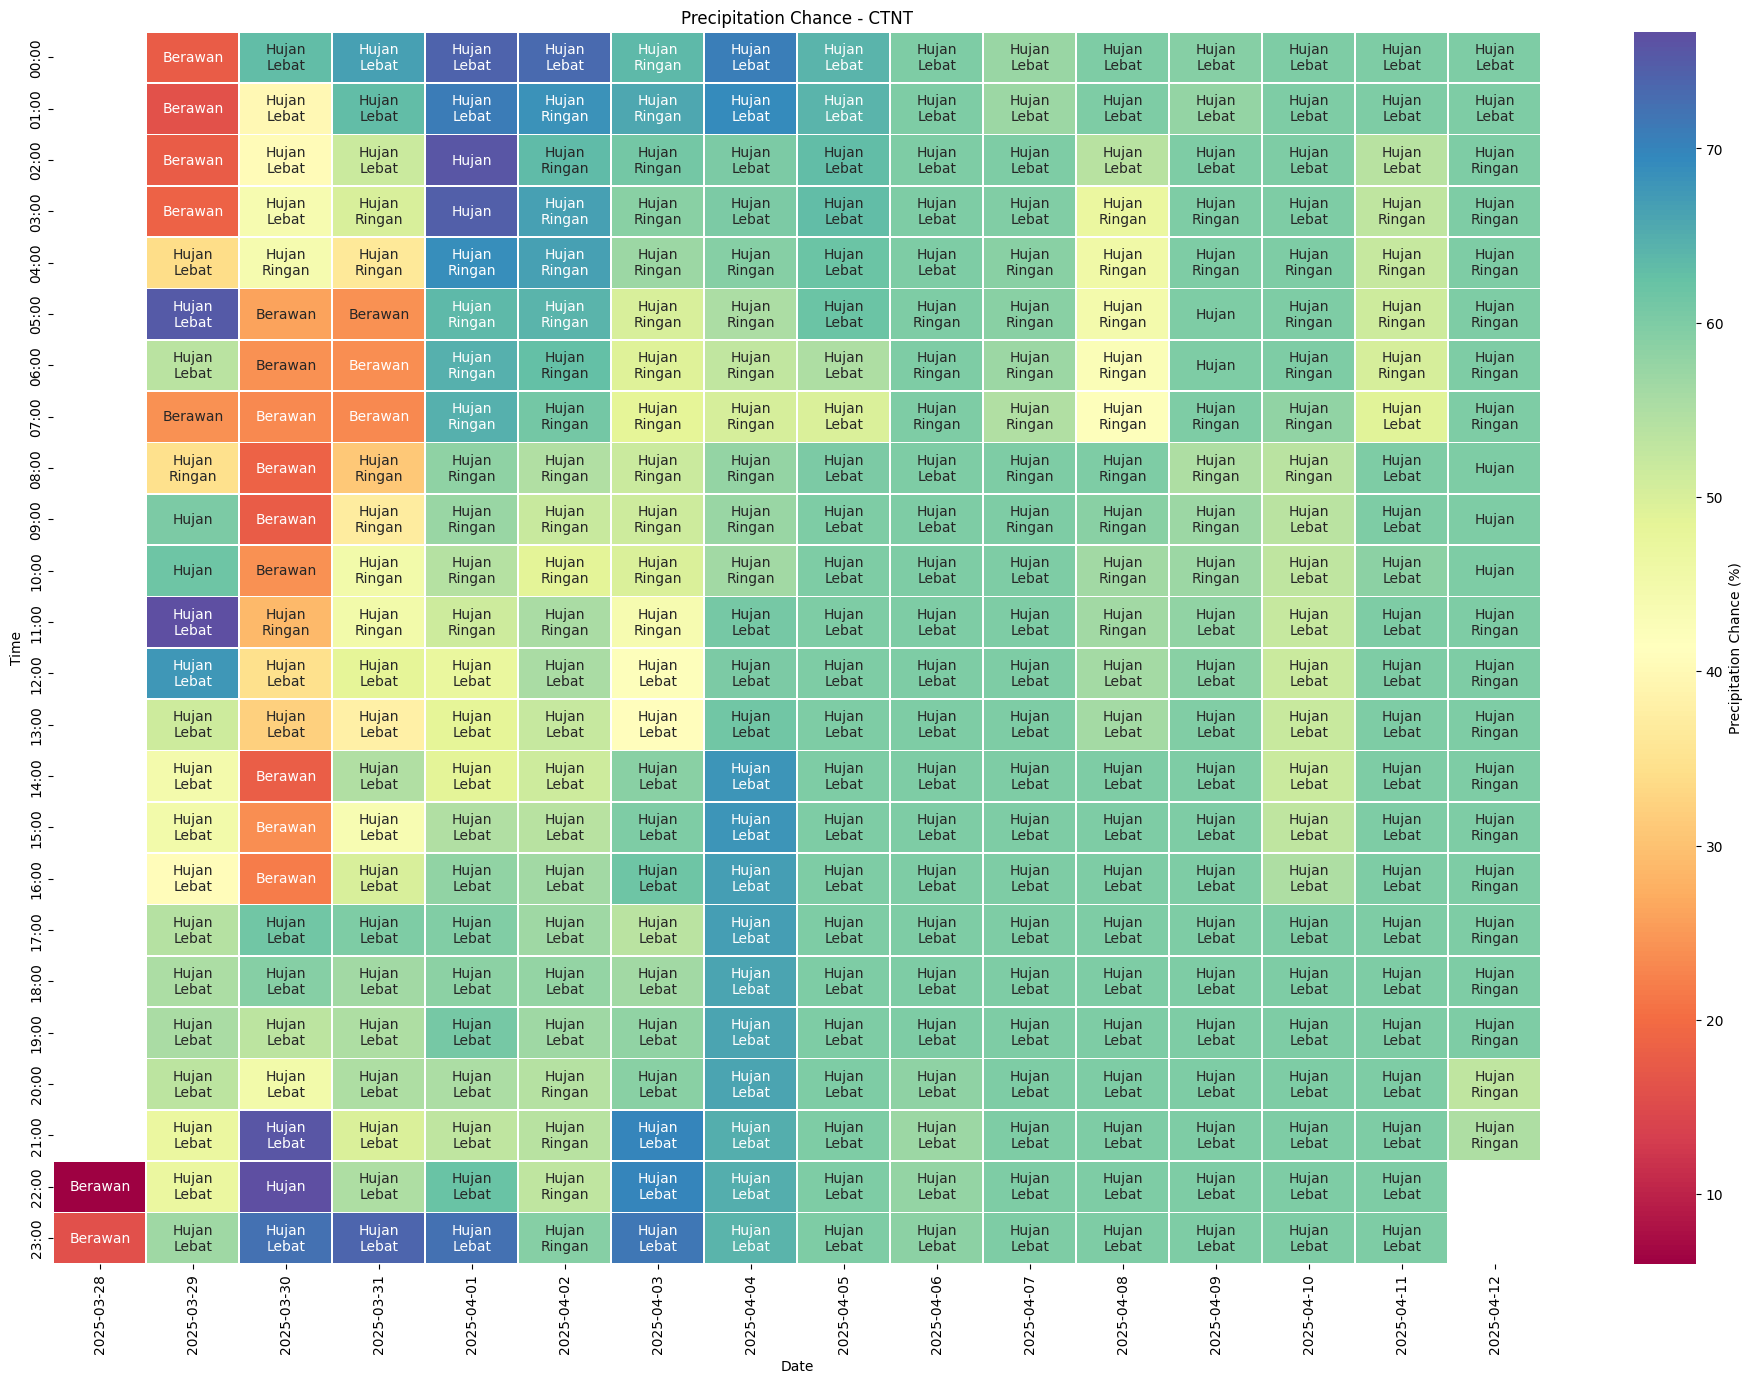 Precipitation Chance - CTNT
00:00 Berawan Hujan Lebat Hujan Lebat Hujan Lebat Hujan Lebat Hujan Ringan Hujan Lebat Hujan Lebat Hujan Lebat Hujan Lebat Hujan Lebat Hujan Lebat Hujan Lebat Hujan Lebat Hujan Lebat
01:00 Berawan Hujan Lebat Hujan Lebat Hujan Lebat Hujan Ringan Hujan Ringan Hujan Lebat Hujan Lebat Hujan Lebat Hujan Lebat Hujan Lebat Hujan Lebat Hujan Lebat Hujan Lebat Hujan Lebat
02:00 Berawan Hujan Lebat Hujan Lebat Hujan Hujan Ringan Hujan Ringan Hujan Lebat Hujan Lebat Hujan Lebat Hujan Lebat Hujan Lebat Hujan Lebat Hujan Lebat Hujan Lebat Hujan Ringan
03:00 Berawan Hujan Lebat Hujan Ringan Hujan Hujan Ringan Hujan Ringan Hujan Lebat Hujan Lebat Hujan Lebat Hujan Lebat Hujan Ringan Hujan Ringan Hujan Lebat Hujan Ringan Hujan Ringan
04:00 Hujan Lebat Hujan Ringan Hujan Ringan Hujan Ringan Hujan Ringan Hujan Ringan Hujan Ringan Hujan Lebat Hujan Lebat Hujan Ringan Hujan Ringan Hujan Ringan Hujan Ringan Hujan Ringan Hujan Ringan
05:00 Hujan Lebat Berawan Berawan Hujan Ringan Hujan Ringan Hujan Ringan Hujan Ringan Hujan Lebat Hujan Ringan Hujan Ringan Hujan Ringan Hujan Hujan Ringan Hujan Ringan Hujan Ringan
06:00 Hujan Lebat Berawan Berawan Hujan Ringan Hujan Ringan Hujan Ringan Hujan Ringan Hujan Lebat Hujan Ringan Hujan Ringan Hujan Ringan Hujan Hujan Ringan Hujan Ringan Hujan Ringan
07:00 Berawan Berawan Berawan Hujan Ringan Hujan Ringan Hujan Ringan Hujan Ringan Hujan Lebat Hujan Ringan Hujan Ringan Hujan Ringan Hujan Ringan Hujan Ringan Hujan Lebat Hujan Ringan
08:00 Hujan Ringan Berawan Hujan Ringan Hujan Ringan Hujan Ringan Hujan Ringan Hujan Ringan Hujan Lebat Hujan Lebat Hujan Ringan Hujan Ringan Hujan Ringan Hujan Ringan Hujan Lebat Hujan
09:00 Hujan Berawan Hujan Ringan Hujan Ringan Hujan Ringan Hujan Ringan Hujan Ringan Hujan Lebat Hujan Lebat Hujan Ringan Hujan Ringan Hujan Ringan Hujan Lebat Hujan Lebat Hujan
10:00 Hujan Berawan Hujan Ringan Hujan Ringan Hujan Ringan Hujan Ringan Hujan Ringan Hujan Lebat Hujan Lebat Hujan Lebat Hujan Ringan Hujan Ringan Hujan Lebat Hujan Lebat Hujan
11:00 Hujan Lebat Hujan Ringan Hujan Ringan Hujan Ringan Hujan Ringan Hujan Ringan Hujan Lebat Hujan Lebat Hujan Lebat Hujan Lebat Hujan Ringan Hujan Lebat Hujan Lebat Hujan Lebat Hujan Ringan
12:00 Hujan Lebat Hujan Lebat Hujan Lebat Hujan Lebat Hujan Lebat Hujan Lebat Hujan Lebat Hujan Lebat Hujan Lebat Hujan Lebat Hujan Lebat Hujan Lebat Hujan Lebat Hujan Lebat Hujan Ringan
13:00 Hujan Lebat Hujan Lebat Hujan Lebat Hujan Lebat Hujan Lebat Hujan Lebat Hujan Lebat Hujan Lebat Hujan Lebat Hujan Lebat Hujan Lebat Hujan Lebat Hujan Lebat Hujan Lebat Hujan Ringan
14:00 Hujan Lebat Berawan Hujan Lebat Hujan Lebat Hujan Lebat Hujan Lebat Hujan Lebat Hujan Lebat Hujan Lebat Hujan Lebat Hujan Lebat Hujan Lebat Hujan Lebat Hujan Lebat Hujan Ringan
15:00 Hujan Lebat Berawan Hujan Lebat Hujan Lebat Hujan Lebat Hujan Lebat Hujan Lebat Hujan Lebat Hujan Lebat Hujan Lebat Hujan Lebat Hujan Lebat Hujan Lebat Hujan Lebat Hujan Ringan
16:00 Hujan Lebat Berawan Hujan Lebat Hujan Lebat Hujan Lebat Hujan Lebat Hujan Lebat Hujan Lebat Hujan Lebat Hujan Lebat Hujan Lebat Hujan Lebat Hujan Lebat Hujan Lebat Hujan Ringan
17:00 Hujan Lebat Hujan Lebat Hujan Lebat Hujan Lebat Hujan Lebat Hujan Lebat Hujan Lebat Hujan Lebat Hujan Lebat Hujan Lebat Hujan Lebat Hujan Lebat Hujan Lebat Hujan Lebat Hujan Ringan
18:00 Hujan Lebat Hujan Lebat Hujan Lebat Hujan Lebat Hujan Lebat Hujan Lebat Hujan Lebat Hujan Lebat Hujan Lebat Hujan Lebat Hujan Lebat Hujan Lebat Hujan Lebat Hujan Lebat Hujan Ringan
19:00 Hujan Lebat Hujan Lebat Hujan Lebat Hujan Lebat Hujan Lebat Hujan Lebat Hujan Lebat Hujan Lebat Hujan Lebat Hujan Lebat Hujan Lebat Hujan Lebat Hujan Lebat Hujan Lebat Hujan Ringan
20:00 Hujan Lebat Hujan Lebat Hujan Lebat Hujan Lebat Hujan Ringan Hujan Lebat Hujan Lebat Hujan Lebat Hujan Lebat Hujan Lebat Hujan Lebat Hujan Lebat Hujan Lebat Hujan Lebat Hujan Ringan
21:00 Hujan Lebat Hujan Lebat Hujan Lebat Hujan Lebat Hujan Ringan Hujan Lebat Hujan Lebat Hujan Lebat Hujan Lebat Hujan Lebat Hujan Lebat Hujan Lebat Hujan Lebat Hujan Lebat Hujan Ringan
22:00 Berawan Hujan Lebat Hujan Hujan Lebat Hujan Lebat Hujan Ringan Hujan Lebat Hujan Lebat Hujan Lebat Hujan Lebat Hujan Lebat Hujan Lebat Hujan Lebat Hujan Lebat Hujan Lebat
23:00 Berawan Hujan Lebat Hujan Lebat Hujan Lebat Hujan Lebat Hujan Ringan Hujan Lebat Hujan Lebat Hujan Lebat Hujan Lebat Hujan Lebat Hujan Lebat Hujan Lebat Hujan Lebat Hujan Lebat
Time
2025-03-28 2025-03-29 2025-03-30 2025-03-31 2025-04-01 2025-04-02 2025-04-03 2025-04-04 2025-04-05 2025-04-06 2025-04-07 2025-04-08 2025-04-09 2025-04-10 2025-04-11 2025-04-12
Date
70
60
50
40
30
20
10
Precipitation Chance (%)